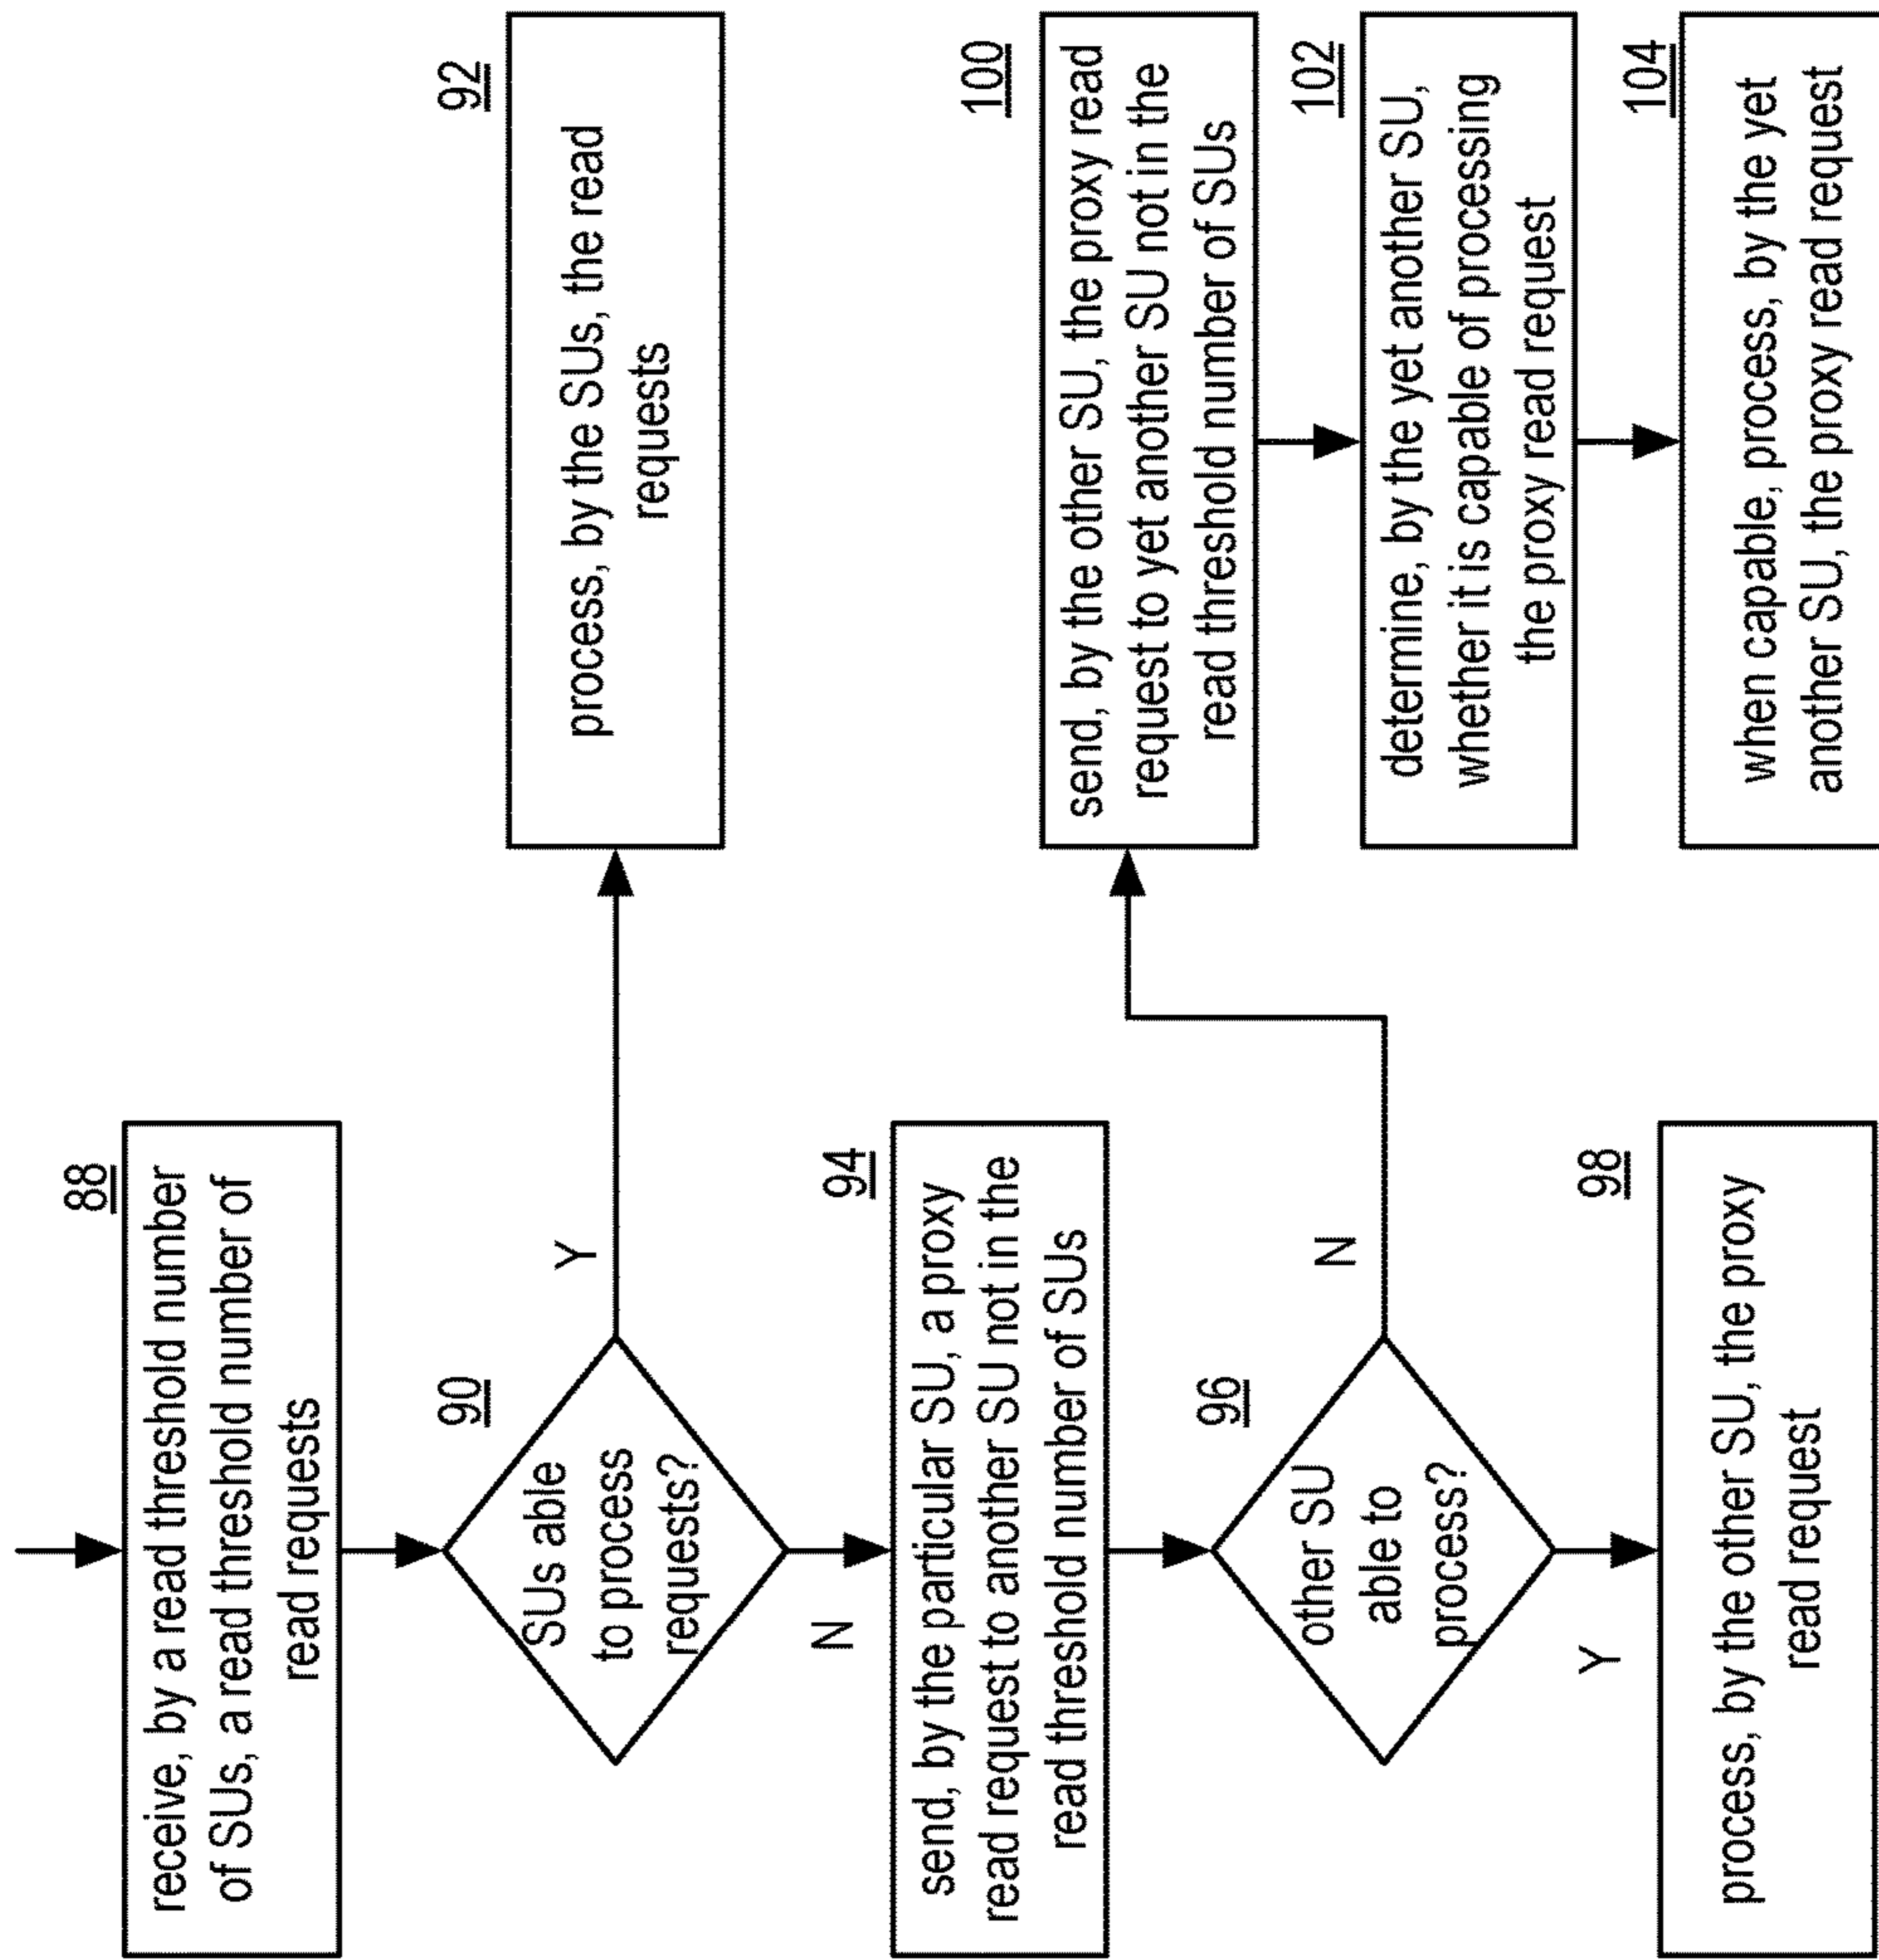 88
receive, by a read threshold number
of SUs, a read threshold number of
read requests
90
SUs able
to process
requests?
Y
N
92
process, by the SUs, the read
requests
94
send, by the particular SU, a proxy
read request to another SU not in the
read threshold number of SUs
96
other SU
able to
process?
N
Y
98
process, by the other SU, the proxy
read request
100
send, by the other SU, the proxy read
request to yet another SU not in the
read threshold number of SUs
102
determine, by the yet another SU,
whether it is capable of processing
the proxy read request
104
when capable, process, by the yet
another SU, the proxy read request